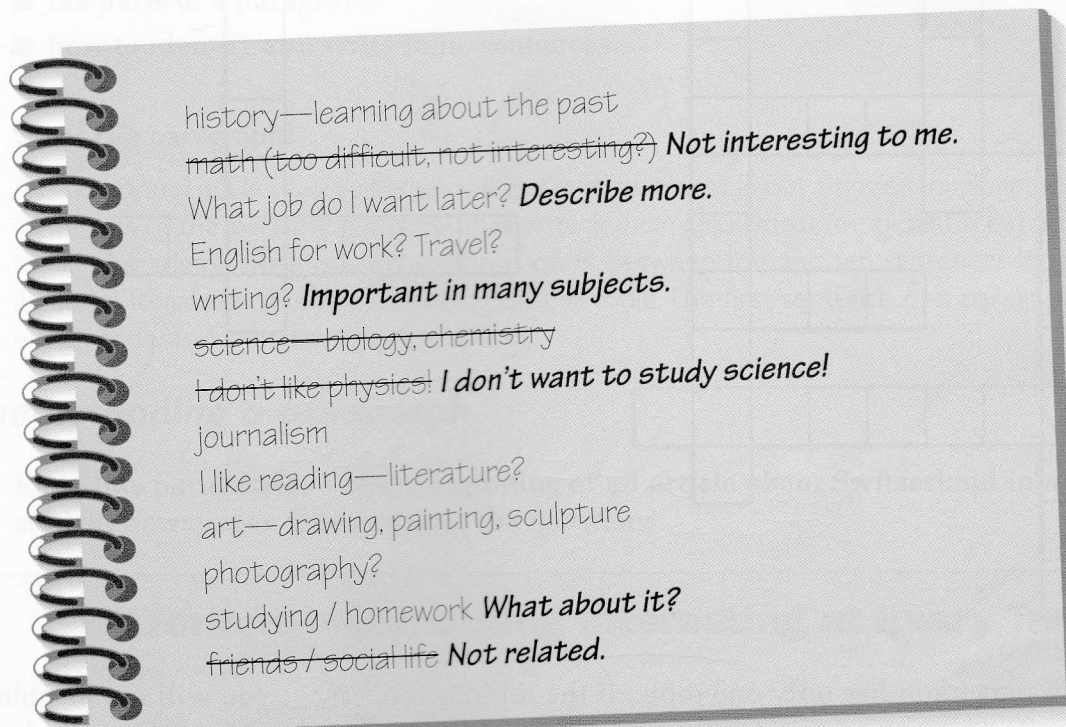 history—learning about the past
math (too difficult, not interesting?) Not interesting to me.
What job do I want later? Describe more.
English for work? Travel?
writing? Important in many subjects.
science—biology, chemistry
I don't like physics! I don't want to study science!
journalism
I like reading—literature?
art—drawing, painting, sculpture
photography?
studying / homework What about it?
friends / social life Not related.